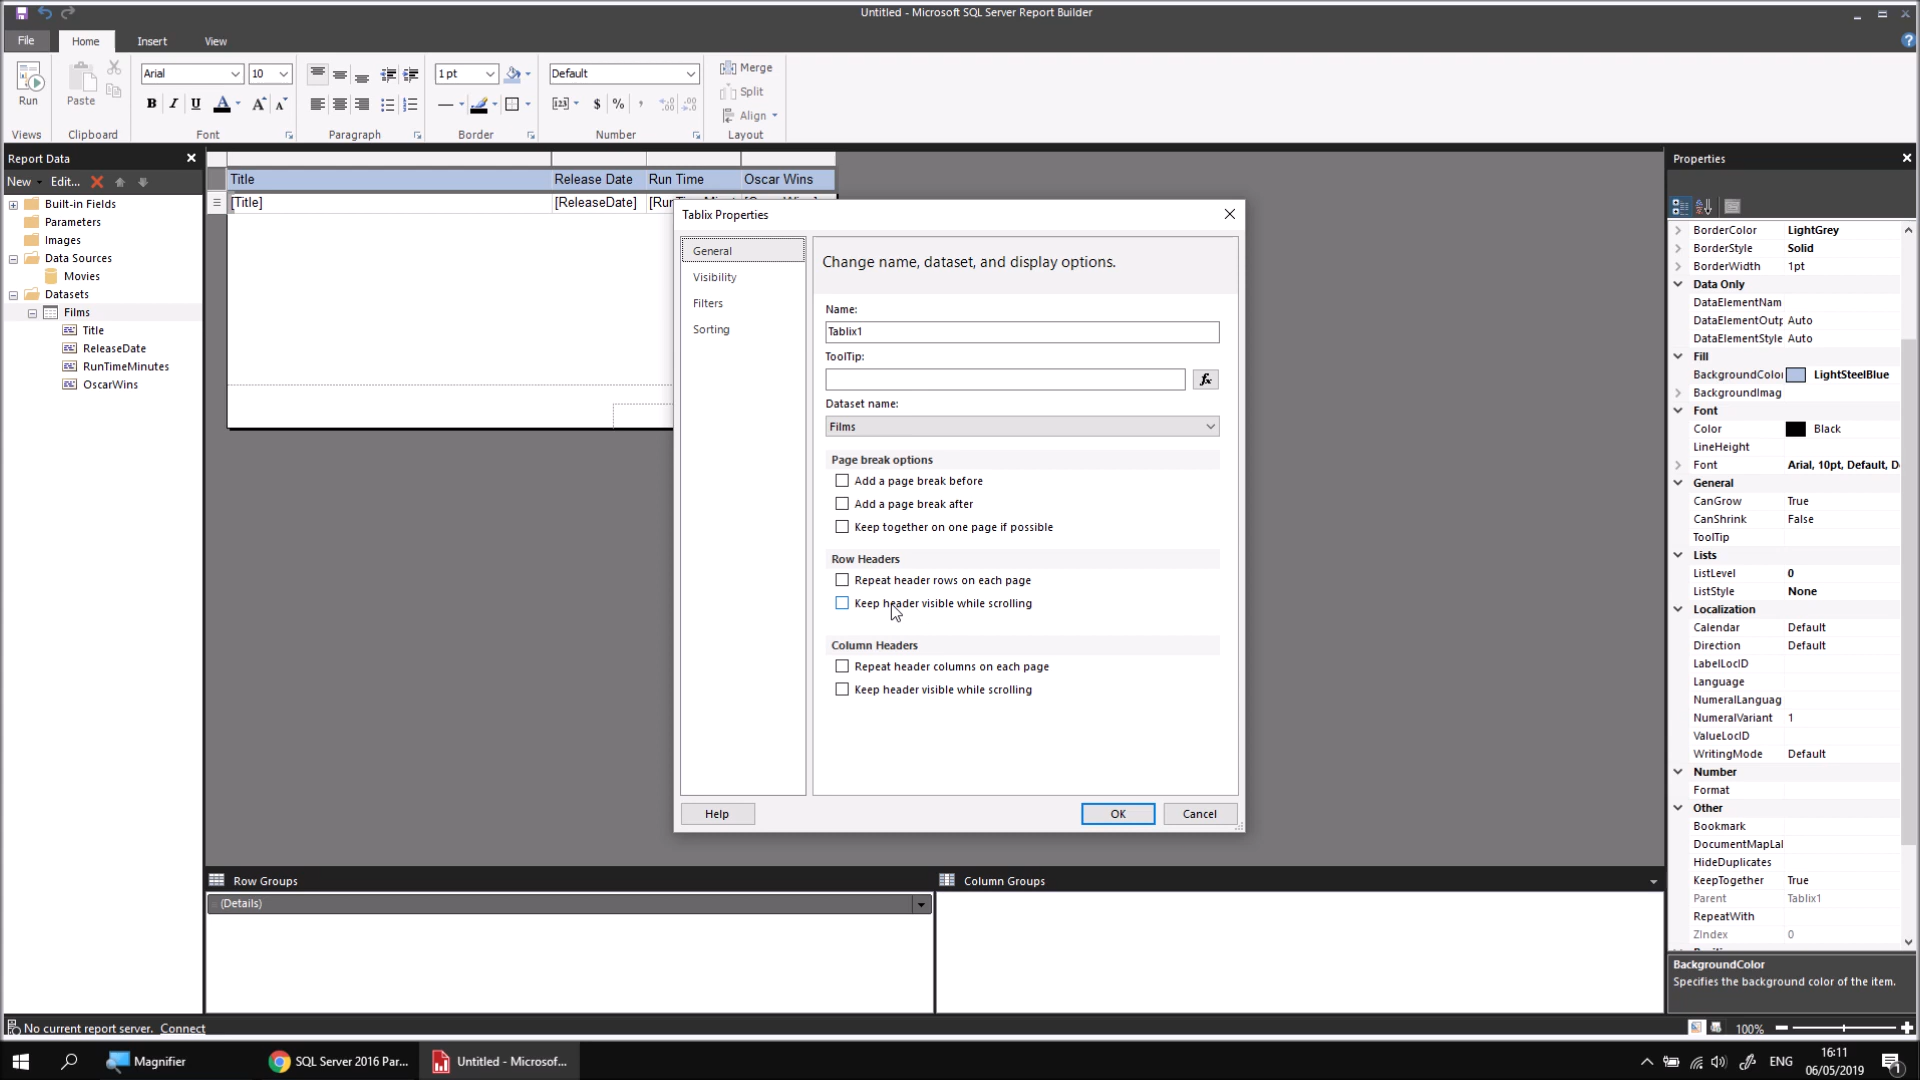 Untitled - Microsoft SQL Server Report Builder
File Home Insert View
Run
Paste
Arial 10
B I U A A A
1 pt
Default
$ %
Merge
Split
Align
Views Clipboard Font Paragraph Border Number Layout
Report Data
New Edit...
Built-in Fields
Parameters
Images
Data Sources
Movies
Datasets
Films
Title
ReleaseDate
RunTimeMinutes
OscarWins
Title Release Date Run Time Oscar Wins
[Title] [ReleaseDate]
Tablix Properties
General
Visibility
Filters
Sorting
Change name, dataset, and display options.
Name:
Tablix1
ToolTip:
fx
Dataset name:
Films
Page break options
Add a page break before
Add a page break after
Keep together on one page if possible
Row Headers
Repeat header rows on each page
Keep header visible while scrolling
Column Headers
Repeat header columns on each page
Keep header visible while scrolling
Help OK Cancel
Properties
BorderColor LightGrey
BorderStyle Solid
BorderWidth 1pt
Data Only
DataElementNam
DataElementOutp Auto
DataElementStyle Auto
Fill
BackgroundColor LightSteelBlue
BackgroundImag
Font
Color Black
LineHeight
Font Arial, 10pt, Default, D
General
CanGrow True
CanShrink False
ToolTip
Lists
ListLevel 0
ListStyle None
Localization
Calendar Default
Direction Default
LabelLocID
Language
NumeralLanguag
NumeralVariant 1
ValueLocID
WritingMode Default
Number
Format
Other
Bookmark
DocumentMapLal
HideDuplicates
KeepTogether True
Parent Tablix1
RepeatWith
ZIndex 0
BackgroundColor
Specifies the background color of the item.
Row Groups
(Details)
Column Groups
No current report server. Connect
100%
Magnifier
SQL Server 2016 Par...
Untitled - Microsof...
ENG
16:11
06/05/2019
1